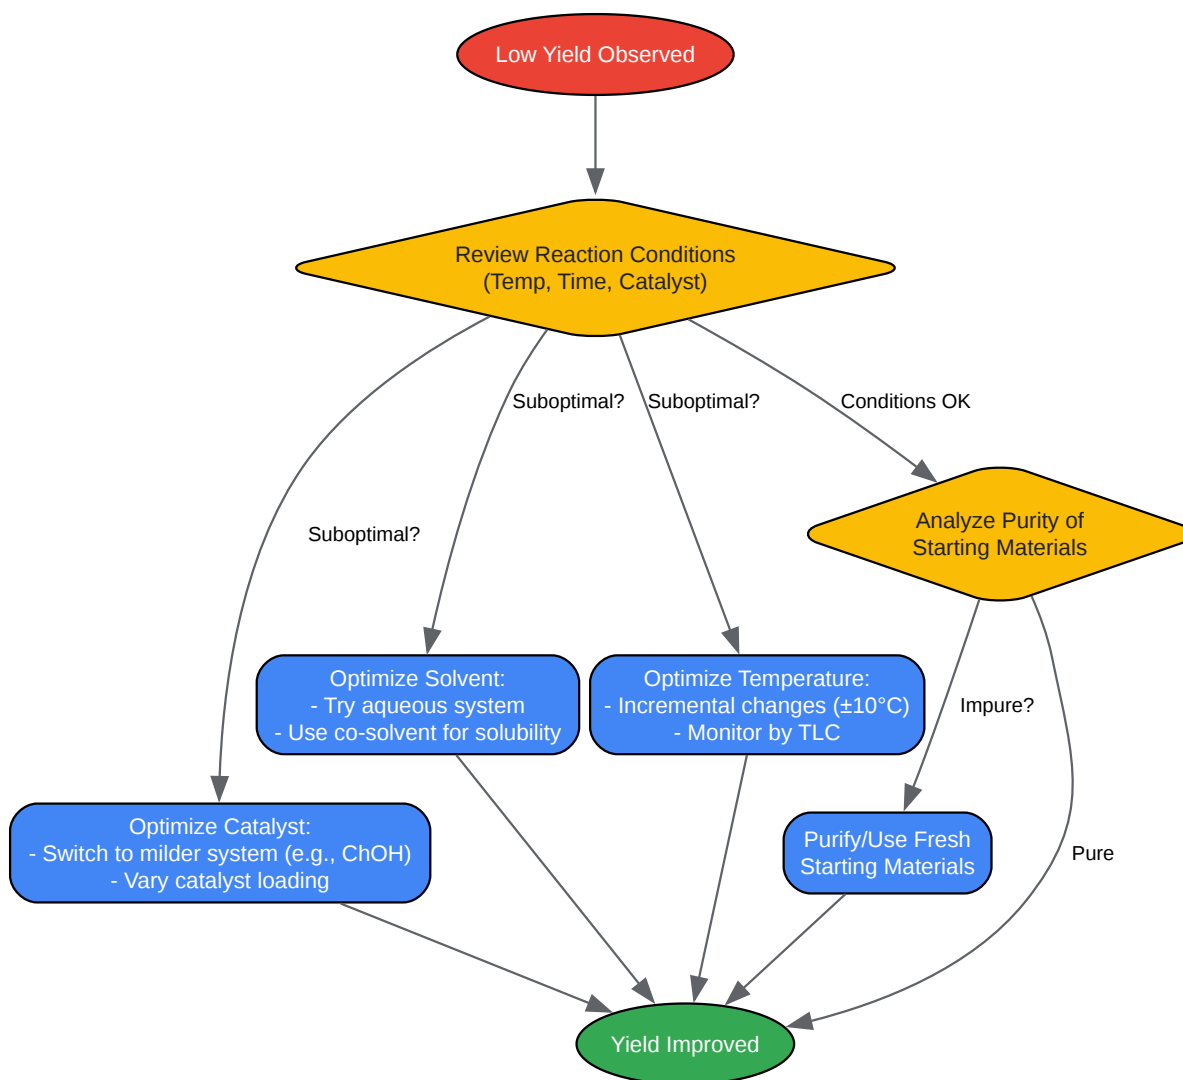 Low Yield Observed
Review Reaction Conditions
(Temp, Time, Catalyst)
Suboptimal?
Suboptimal?
Conditions OK
Suboptimal?
Analyze Purity of
Starting Materials
Optimize Solvent:
- Try aqueous system
- Use co-solvent for solubility
Optimize Temperature:
- Incremental changes (±10°C)
- Monitor by TLC
Impure?
Optimize Catalyst:
- Switch to milder system (e.g., ChOH)
- Vary catalyst loading
Purify/Use Fresh
Starting Materials
Pure
Yield Improved